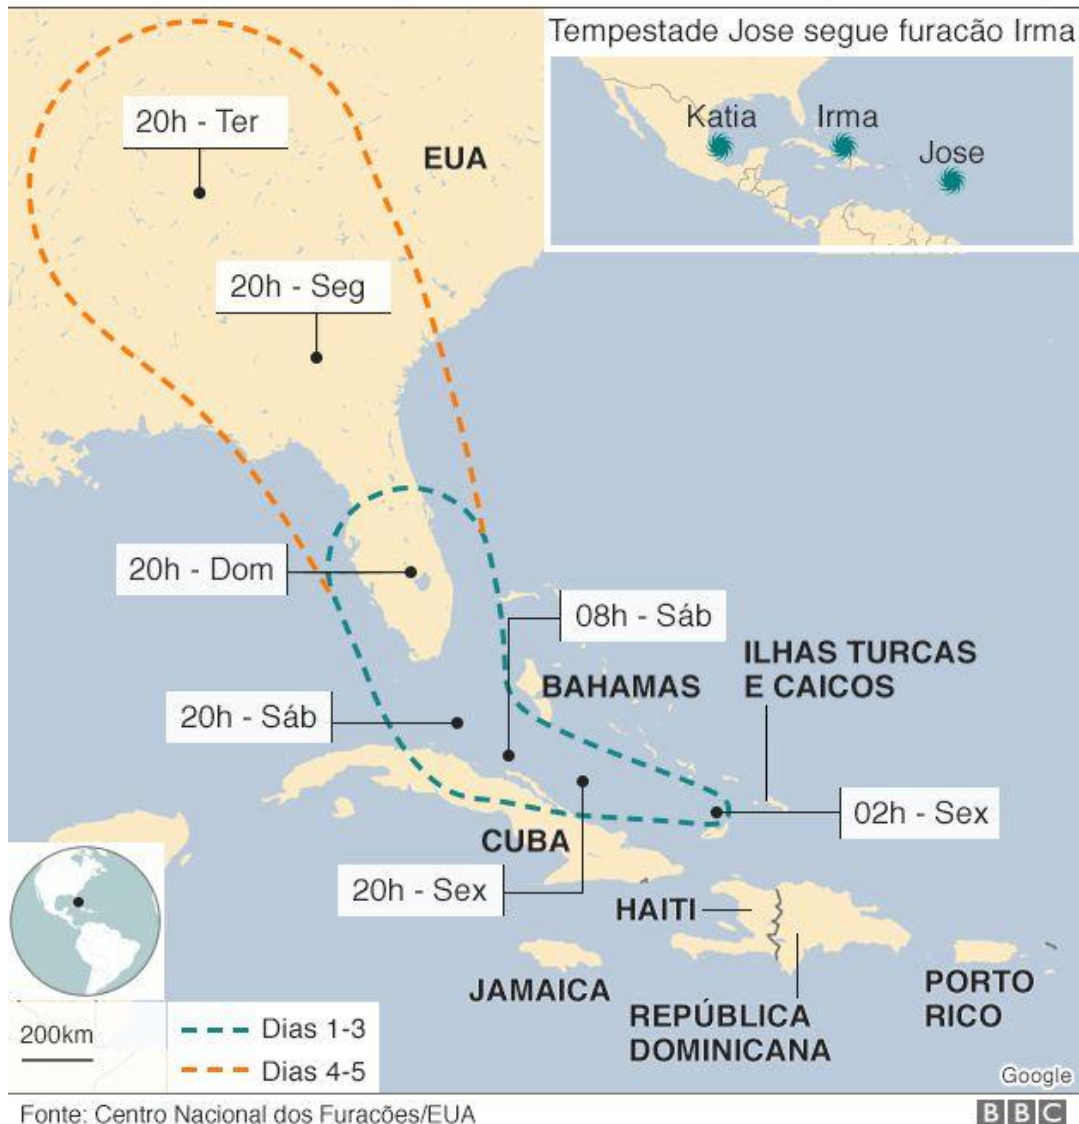 Tempestade Jose segue furacão Irma
Katia
Irma
Jose
20h - Ter
EUA
20h - Seg
20h - Dom
08h - Sáb
ILHAS TURCAS
E CAICOS
BAHAMAS
20h - Sáb
02h - Sex
CUBA
20h - Sex
HAITI
JAMAICA
REPÚBLICA
DOMINICANA
PORTO
RICO
200km
Dias 1-3
Dias 4-5
Google
Fonte: Centro Nacional dos Furacões/EUA
BBC